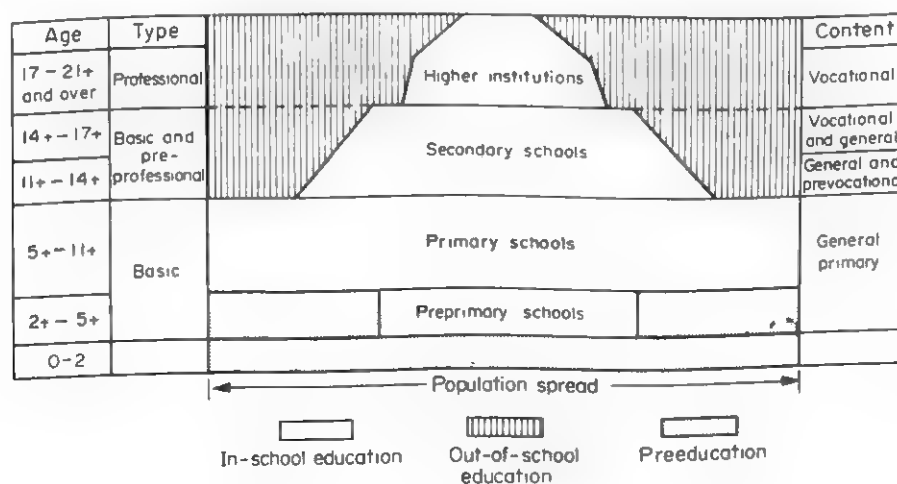 Age
Type
Content
17-21+
and over
Professional
Higher institutions
Vocational
14+-17+
Basic and
pre-
professional
Secondary schools
Vocational
and general
11+-14+
General and
prevocational
5+-11+
Basic
Primary schools
General
primary
2+-5+
Preprimary schools
0-2
Population spread
In-school education
Out-of-school
education
Preeducation